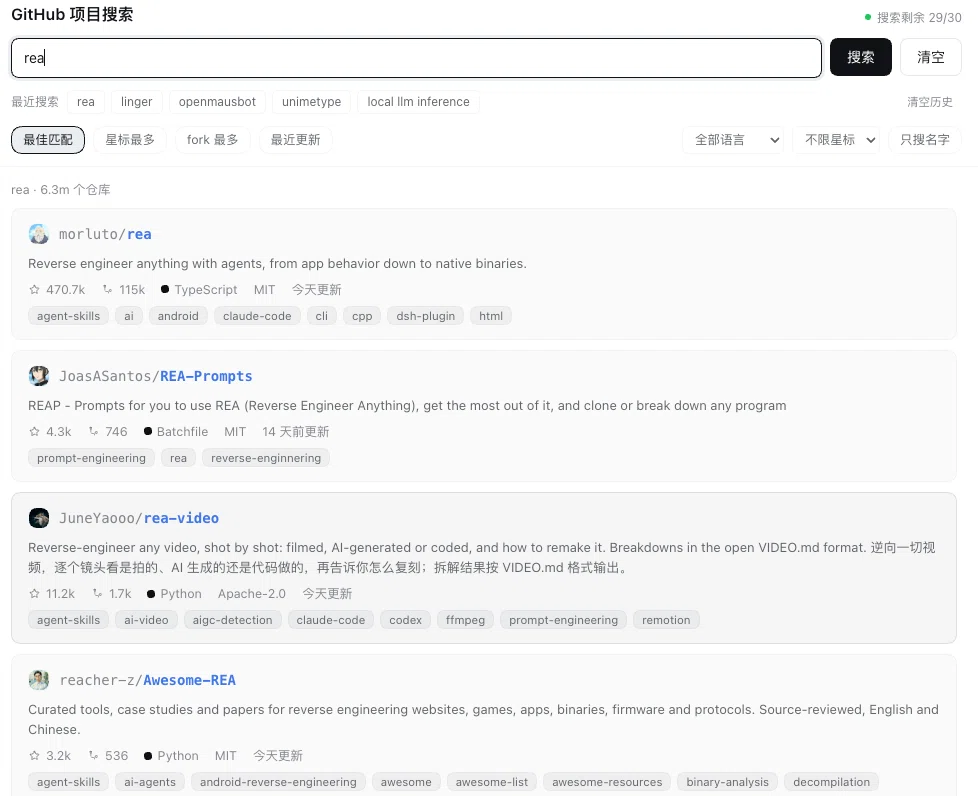 GitHub 项目搜索
搜索剩余 29/30
rea
搜索
清空
最近搜索 rea linger openmausbot unimetype local llm inference 清空历史
最佳匹配 星标最多 fork 最多 最近更新 全部语言 不限星标 只搜名字
rea · 6.3m 个仓库
morluto/rea
Reverse engineer anything with agents, from app behavior down to native binaries.
470.7k 115k TypeScript MIT 今天更新
agent-skills ai android claude-code cli cpp dsh-plugin html
JoasASantos/REA-Prompts
REAP - Prompts for you to use REA (Reverse Engineer Anything), get the most out of it, and clone or break down any program
4.3k 746 Batchfile MIT 14 天前更新
prompt-engineering rea reverse-enginnering
JuneYaooo/rea-video
Reverse-engineer any video, shot by shot: filmed, AI-generated or coded, and how to remake it. Breakdowns in the open VIDEO.md format. 逆向一切视
频，逐个镜头看是拍的、AI 生成的还是代码做的，再告诉你怎么复刻；拆解结果按 VIDEO.md 格式输出。
11.2k 1.7k Python Apache-2.0 今天更新
agent-skills ai-video aigc-detection claude-code codex ffmpeg prompt-engineering remotion
reacher-z/Awesome-REA
Curated tools, case studies and papers for reverse engineering websites, games, apps, binaries, firmware and protocols. Source-reviewed, English and
Chinese.
3.2k 536 Python MIT 今天更新
agent-skills ai-agents android-reverse-engineering awesome awesome-list awesome-resources binary-analysis decompilation